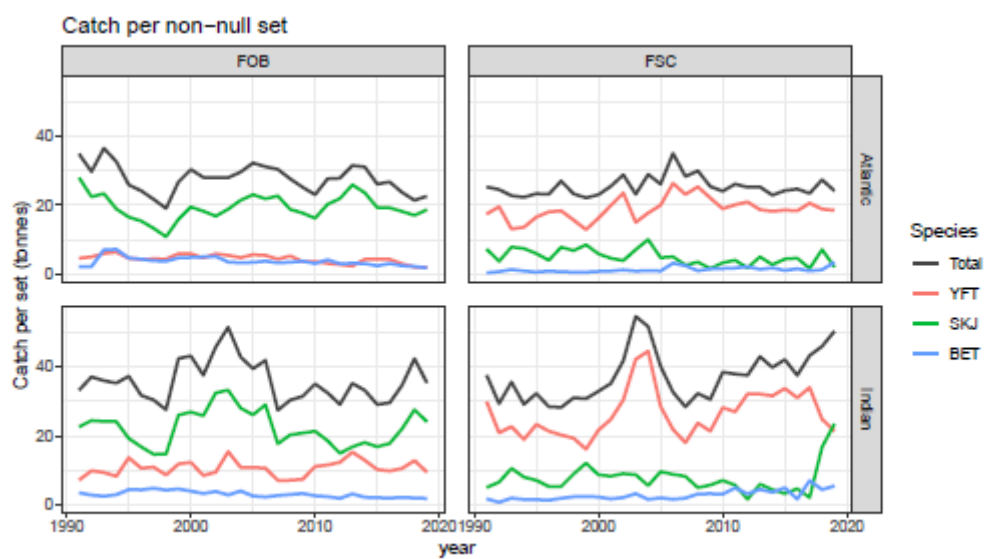 Catch per non−null set
FOB
FSC
Atlantic
Indian
Catch per set (tonnes)
40
20
0
40
20
0
1990
2000
2010
2020
1990
2000
2010
2020
year
Species
Total
YFT
SKJ
BET